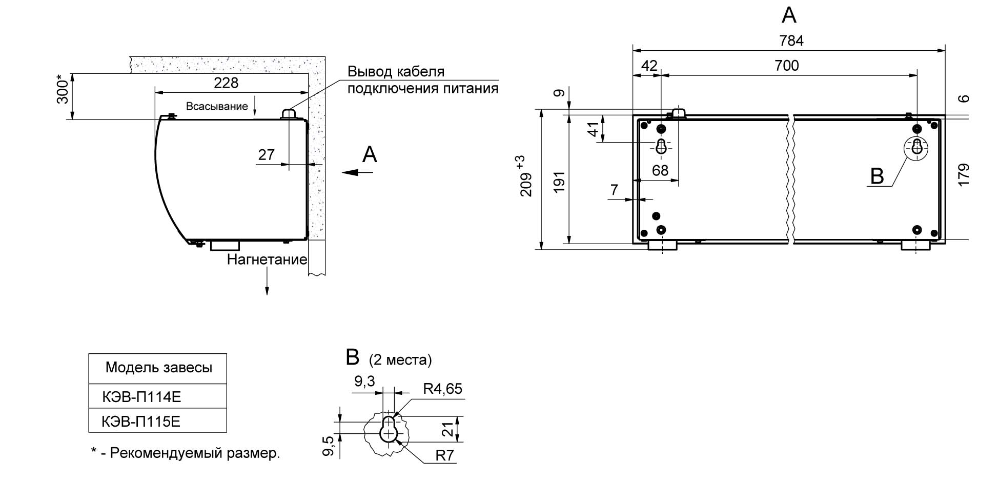 300*
228
Всасывание
Вывод кабеля
подключения питания
27
А
Нагнетание
А
784
42
700
9
6
41
209 +3
191
68
7
В
179
Модель завесы
КЭВ-П114Е
КЭВ-П115Е
* - Рекомендуемый размер.
В (2 места)
9,3
R4,65
21
9,5
R7